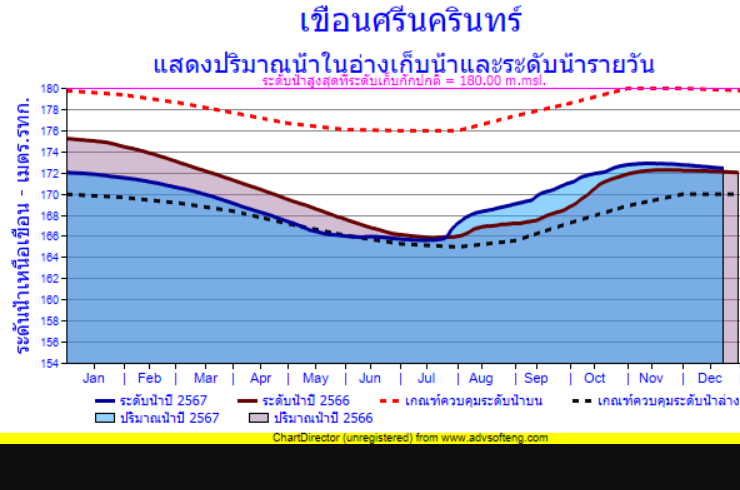 เขื่อนศรีนครินทร์
แสดงปริมาณน้ำในอ่างเก็บน้ำและระดับน้ำรายวัน
ระดับน้ำสูงสุดที่ระดับเก็บกักปกติ = 180.00 m.msl.
ระดับน้ำเหนือเขื่อน - เมตร.รทก.
180
178
176
174
172
170
168
166
164
162
160
158
156
154
Jan | Feb | Mar | Apr | May | Jun | Jul | Aug | Sep | Oct | Nov | Dec
ระดับน้ำปี 2567 ระดับน้ำปี 2566 เกณฑ์ควบคุมระดับน้ำบน เกณฑ์ควบคุมระดับน้ำล่าง
ปริมาณน้ำปี 2567 ปริมาณน้ำปี 2566
ChartDirector (unregistered) from www.advsofteng.com